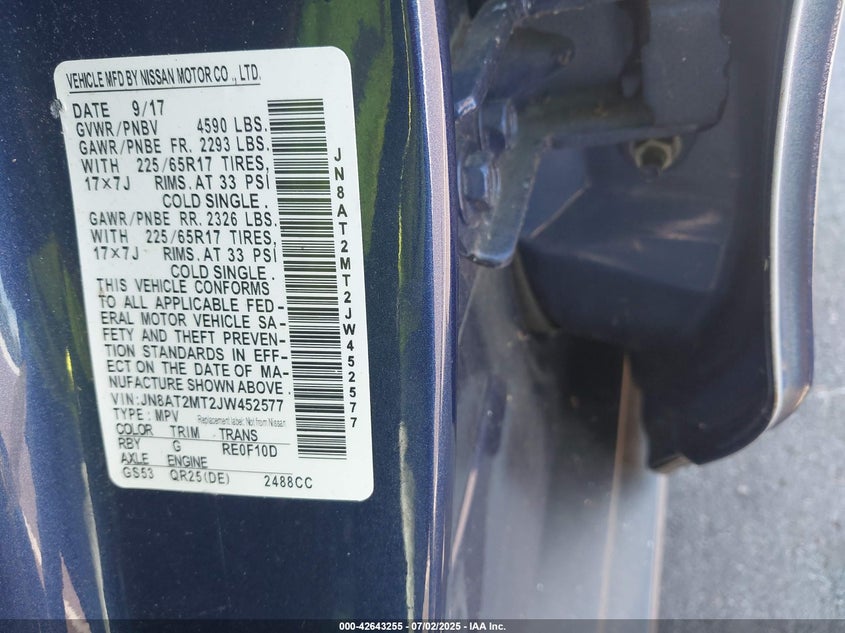 VEHICLE MFD BY NISSAN MOTOR CO., LTD.
DATE 9/17
GVWR/PNBV 4590 LBS.
GAWR/PNBE FR. 2293 LBS.
WITH 225/65R17 TIRES,
17×7J RIMS. AT 33 PSI
COLD SINGLE.
GAWR/PNBE RR. 2326 LBS.
WITH 225/65R17 TIRES,
17×7J RIMS. AT 33 PSI
COLD SINGLE.
THIS VEHICLE CONFORMS
TO ALL APPLICABLE FED-
ERAL MOTOR VEHICLE SA-
FETY AND THEFT PREVEN-
TION STANDARDS IN EFF-
ECT ON THE DATE OF MA-
NUFACTURE SHOWN ABOVE.
VIN:JN8AT2MT2JW452577
TYPE:MPV Replacement label. Not from Nissan
COLOR TRIM TRANS
RBY G RE0F10D
AXLE ENGINE
GS53 QR25(DE) 2488CC
JN8AT2MT2JW452577
000-42643255 - 07/02/2025 - IAA Inc.